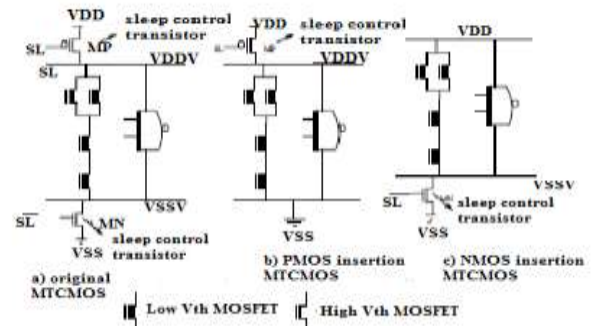 VDD
sleep control
transistor
SL
MP
SL
VDDV
SL
MN
VSSV
VSS
sleep control
transistor
a) original
MTCMOS
VDD
sleep control
transistor
VDDV
VSS
b) PMOS insertion
MTCMOS
VDD
VSSV
SL
sleep control
transistor
VSS
c) NMOS insertion
MTCMOS
Low Vth MOSFET
High Vth MOSFET